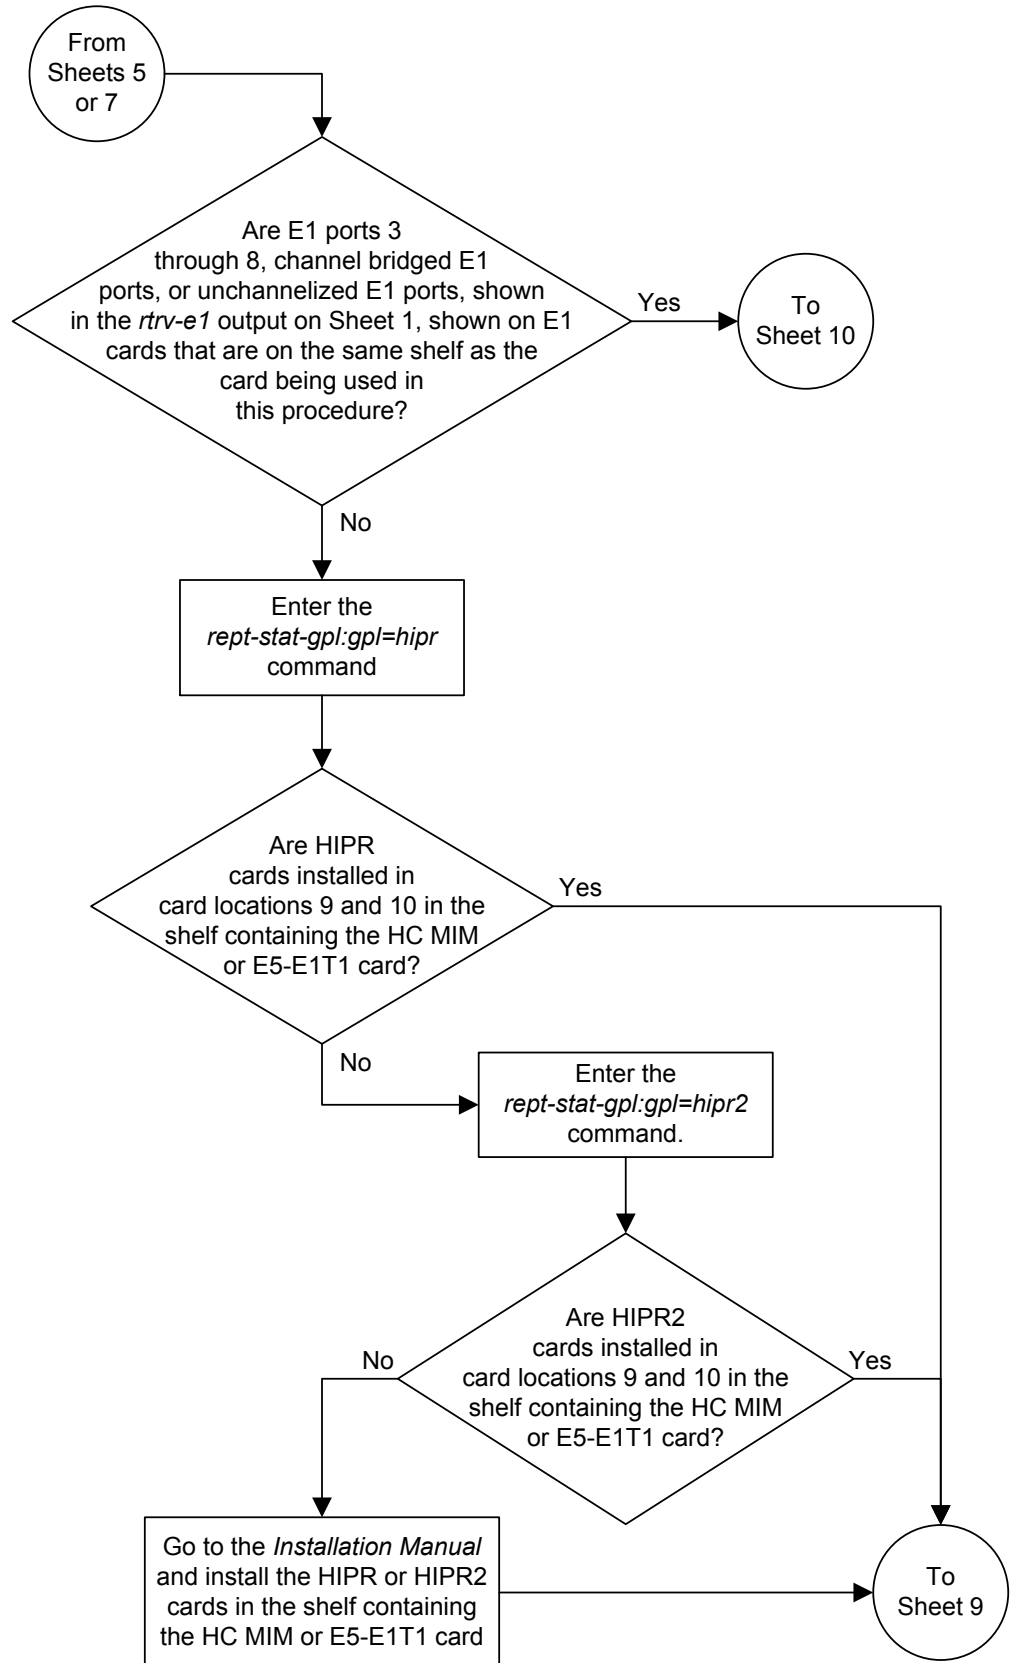 From
Sheets 5
or 7
Are E1 ports 3
through 8, channel bridged E1
ports, or unchannelized E1 ports, shown
in the rtrv-e1 output on Sheet 1, shown on E1
cards that are on the same shelf as the
card being used in
this procedure?
Yes
To
Sheet 10
No
Enter the
rept-stat-gpl:gpl=hipr
command
Are HIPR
cards installed in
card locations 9 and 10 in the
shelf containing the HC MIM
or E5-E1T1 card?
Yes
No
Enter the
rept-stat-gpl:gpl=hipr2
command.
Are HIPR2
cards installed in
card locations 9 and 10 in the
shelf containing the HC MIM
or E5-E1T1 card?
No
Yes
Go to the Installation Manual
and install the HIPR or HIPR2
cards in the shelf containing
the HC MIM or E5-E1T1 card
To
Sheet 9